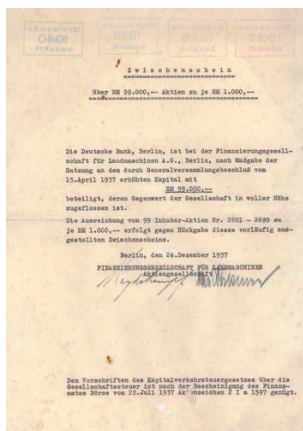 Zwischenschein
über RM 99.000,-- Aktien zu je RM 1.000,--
Die Deutsche Bank, Berlin, ist bei der Finanzierungsgesell-
schaft für Landmaschinen A.G., Berlin, nach Maßgabe der
Satzung an dem durch Generalversammlungsbeschluß vom
15.April 1937 erhöhten Kapital mit
RM 99.000,--
beteiligt, deren Gegenwert der Gesellschaft in voller Höhe
zugeflossen ist.
Die Ausreichung von 99 Inhaber-Aktien Nr. 2601 - 2699 zu
je RM 1.000,-- erfolgt gegen Rückgabe dieses vorläufig aus-
gestellten Zwischenscheins.
Berlin, den 24.Dezember 1937
FINANZIERUNGSGESELLSCHAFT FÜR LANDMASCHINEN
Aktiengesellschaft
Den Vorschriften des Kapitalverkehrsteuergesetzes über die
Gesellschaftsteuer ist nach der Bescheinigung des Finanz-
amtes Börse vom 22.Juli 1937 Aktenzeichen 2 I a 1597 genügt.